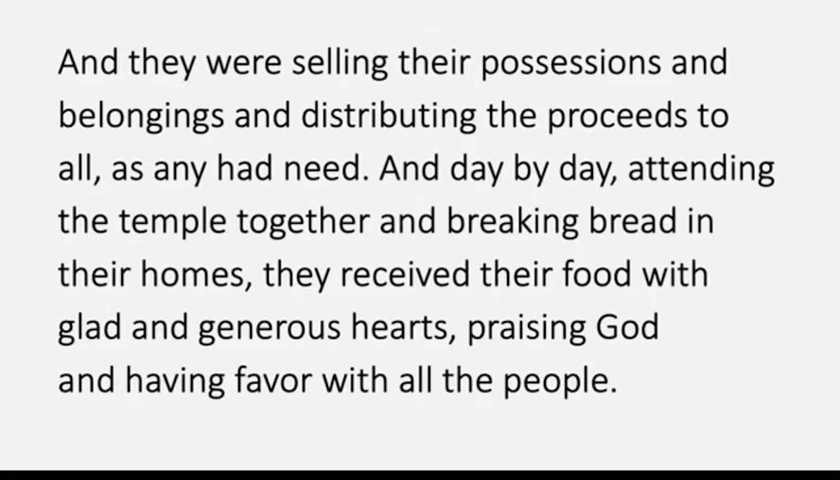 And they were selling their possessions and
belongings and distributing the proceeds to
all, as any had need. And day by day, attending
the temple together and breaking bread in
their homes, they received their food with
glad and generous hearts, praising God
and having favor with all the people.